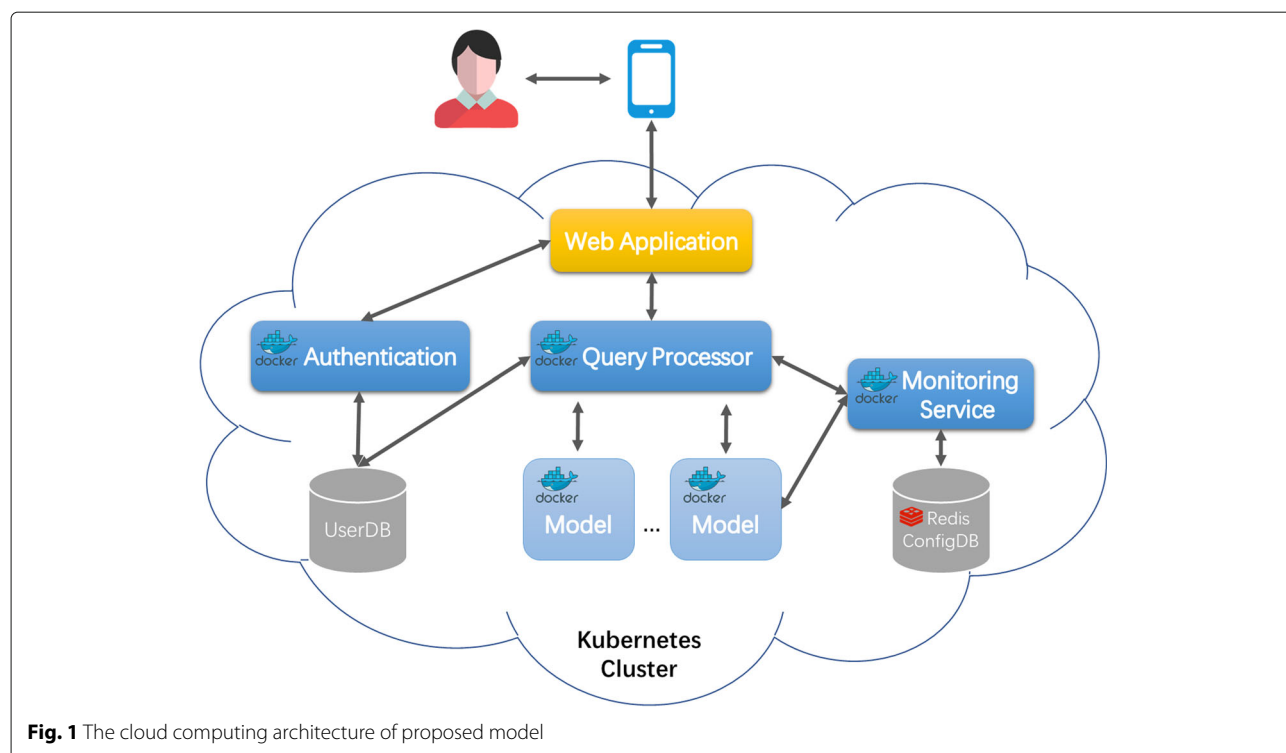 Web Application
docker Authentication
docker Query Processor
docker Monitoring
Service
docker
Model
...
docker
Model
UserDB
Redis
ConfigDB
Kubernetes
Cluster
Fig. 1 The cloud computing architecture of proposed model